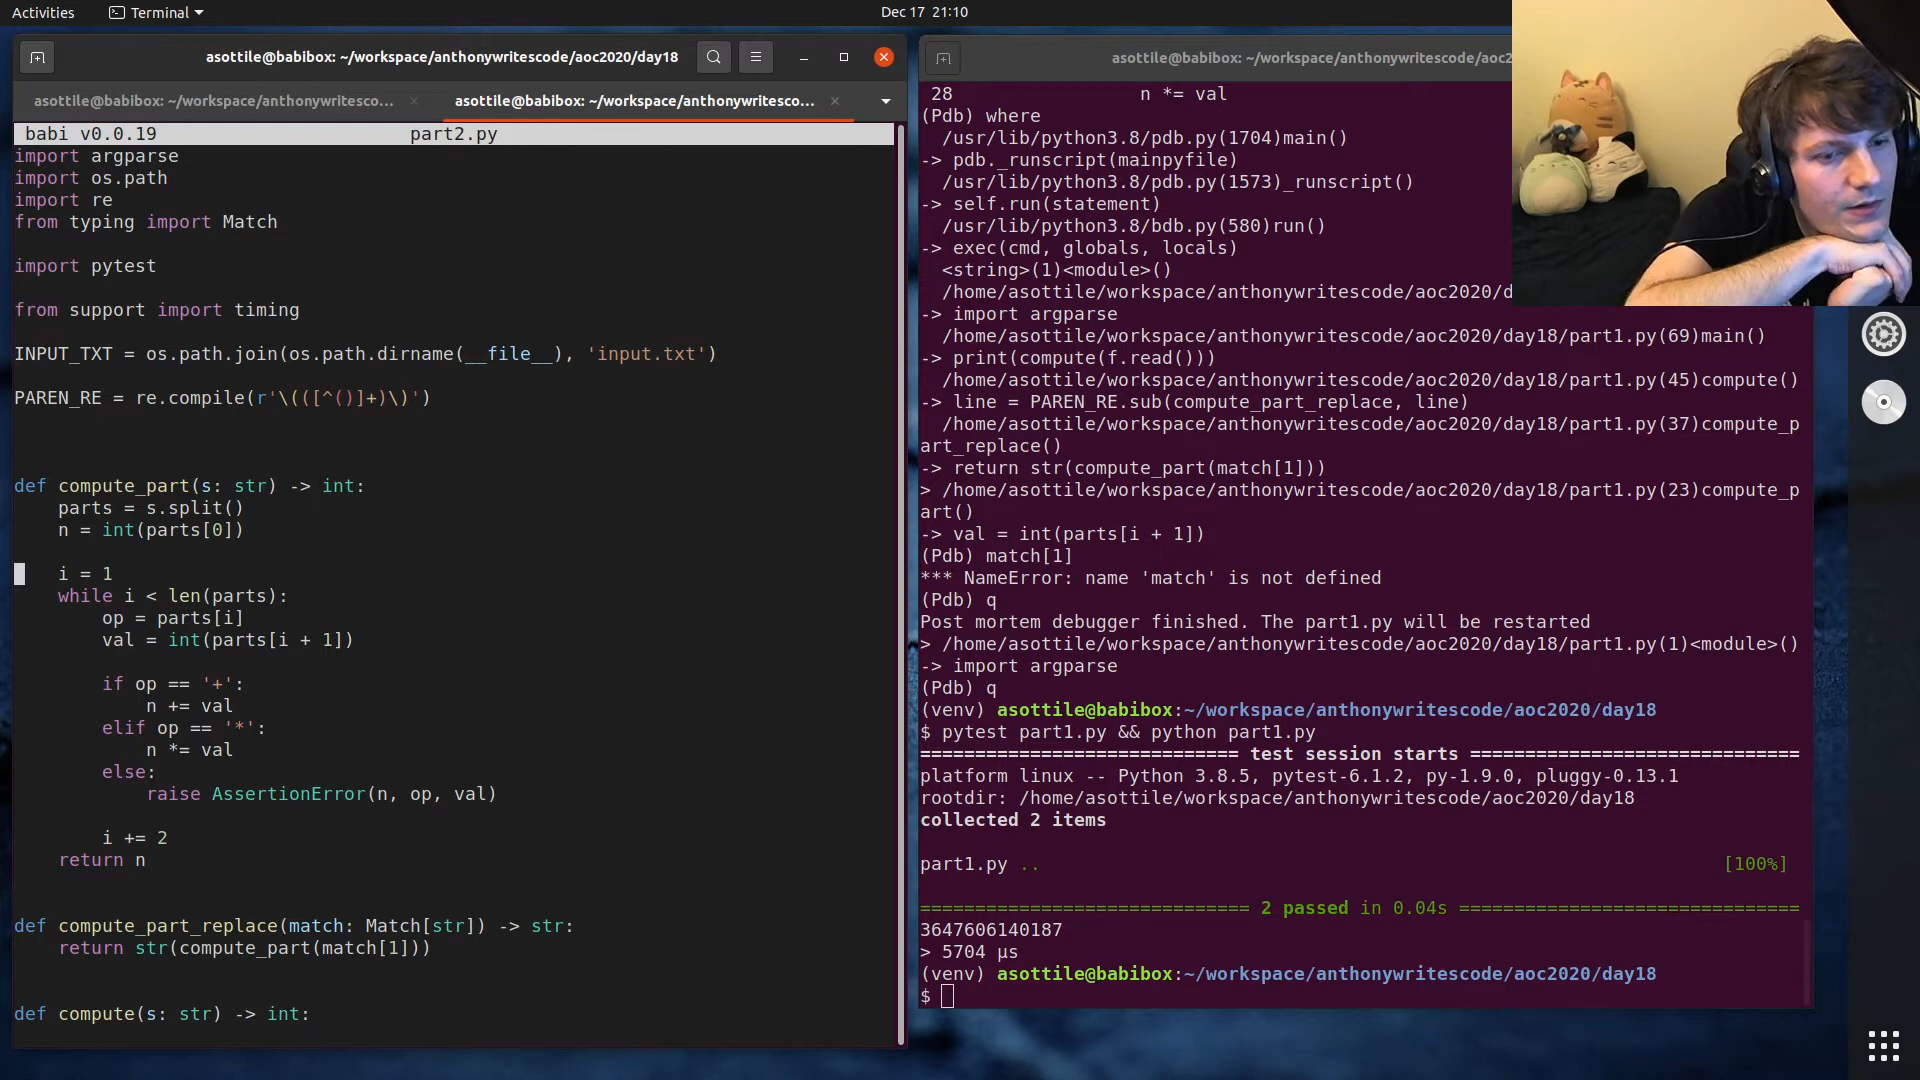 Activities
Terminal
Dec 17 21:10
asottile@babibox: ~/workspace/anthonywritescode/aoc2020/day18
asottile@babibox: ~/workspace/anthonywritesco...
asottile@babibox: ~/workspace/anthonywritesco...
babi v0.0.19 part2.py
import argparse
import os.path
import re
from typing import Match
import pytest
from support import timing
INPUT_TXT = os.path.join(os.path.dirname(__file__), 'input.txt')
PAREN_RE = re.compile(r'\(([^()]+)\)')
def compute_part(s: str) -> int:
    parts = s.split()
    n = int(parts[0])
    i = 1
    while i < len(parts):
        op = parts[i]
        val = int(parts[i + 1])
        if op == '+':
            n += val
        elif op == '*':
            n *= val
        else:
            raise AssertionError(n, op, val)
        i += 2
    return n
def compute_part_replace(match: Match[str]) -> str:
    return str(compute_part(match[1]))
def compute(s: str) -> int:
asottile@babibox: ~/workspace/anthonywritescode/aoc2
28 n *= val
(Pdb) where
/usr/lib/python3.8/pdb.py(1704)main()
-> pdb._runscript(mainpyfile)
/usr/lib/python3.8/pdb.py(1573)_runscript()
-> self.run(statement)
/usr/lib/python3.8/bdb.py(580)run()
-> exec(cmd, globals, locals)
<string>(1)<module>()
/home/asottile/workspace/anthonywritescode/aoc2020/d
-> import argparse
/home/asottile/workspace/anthonywritescode/aoc2020/day18/part1.py(69)main()
-> print(compute(f.read()))
/home/asottile/workspace/anthonywritescode/aoc2020/day18/part1.py(45)compute()
-> line = PAREN_RE.sub(compute_part_replace, line)
/home/asottile/workspace/anthonywritescode/aoc2020/day18/part1.py(37)compute_p
art_replace()
-> return str(compute_part(match[1]))
> /home/asottile/workspace/anthonywritescode/aoc2020/day18/part1.py(23)compute_p
art()
-> val = int(parts[i + 1])
(Pdb) match[1]
*** NameError: name 'match' is not defined
(Pdb) q
Post mortem debugger finished. The part1.py will be restarted
> /home/asottile/workspace/anthonywritescode/aoc2020/day18/part1.py(1)<module>()
-> import argparse
(Pdb) q
(venv) asottile@babibox:~/workspace/anthonywritescode/aoc2020/day18
$ pytest part1.py && python part1.py
============================= test session starts ==============================
platform linux -- Python 3.8.5, pytest-6.1.2, py-1.9.0, pluggy-0.13.1
rootdir: /home/asottile/workspace/anthonywritescode/aoc2020/day18
collected 2 items
part1.py .. [100%]
============================== 2 passed in 0.04s ===============================
3647606140187
> 5704 μs
(venv) asottile@babibox:~/workspace/anthonywritescode/aoc2020/day18
$